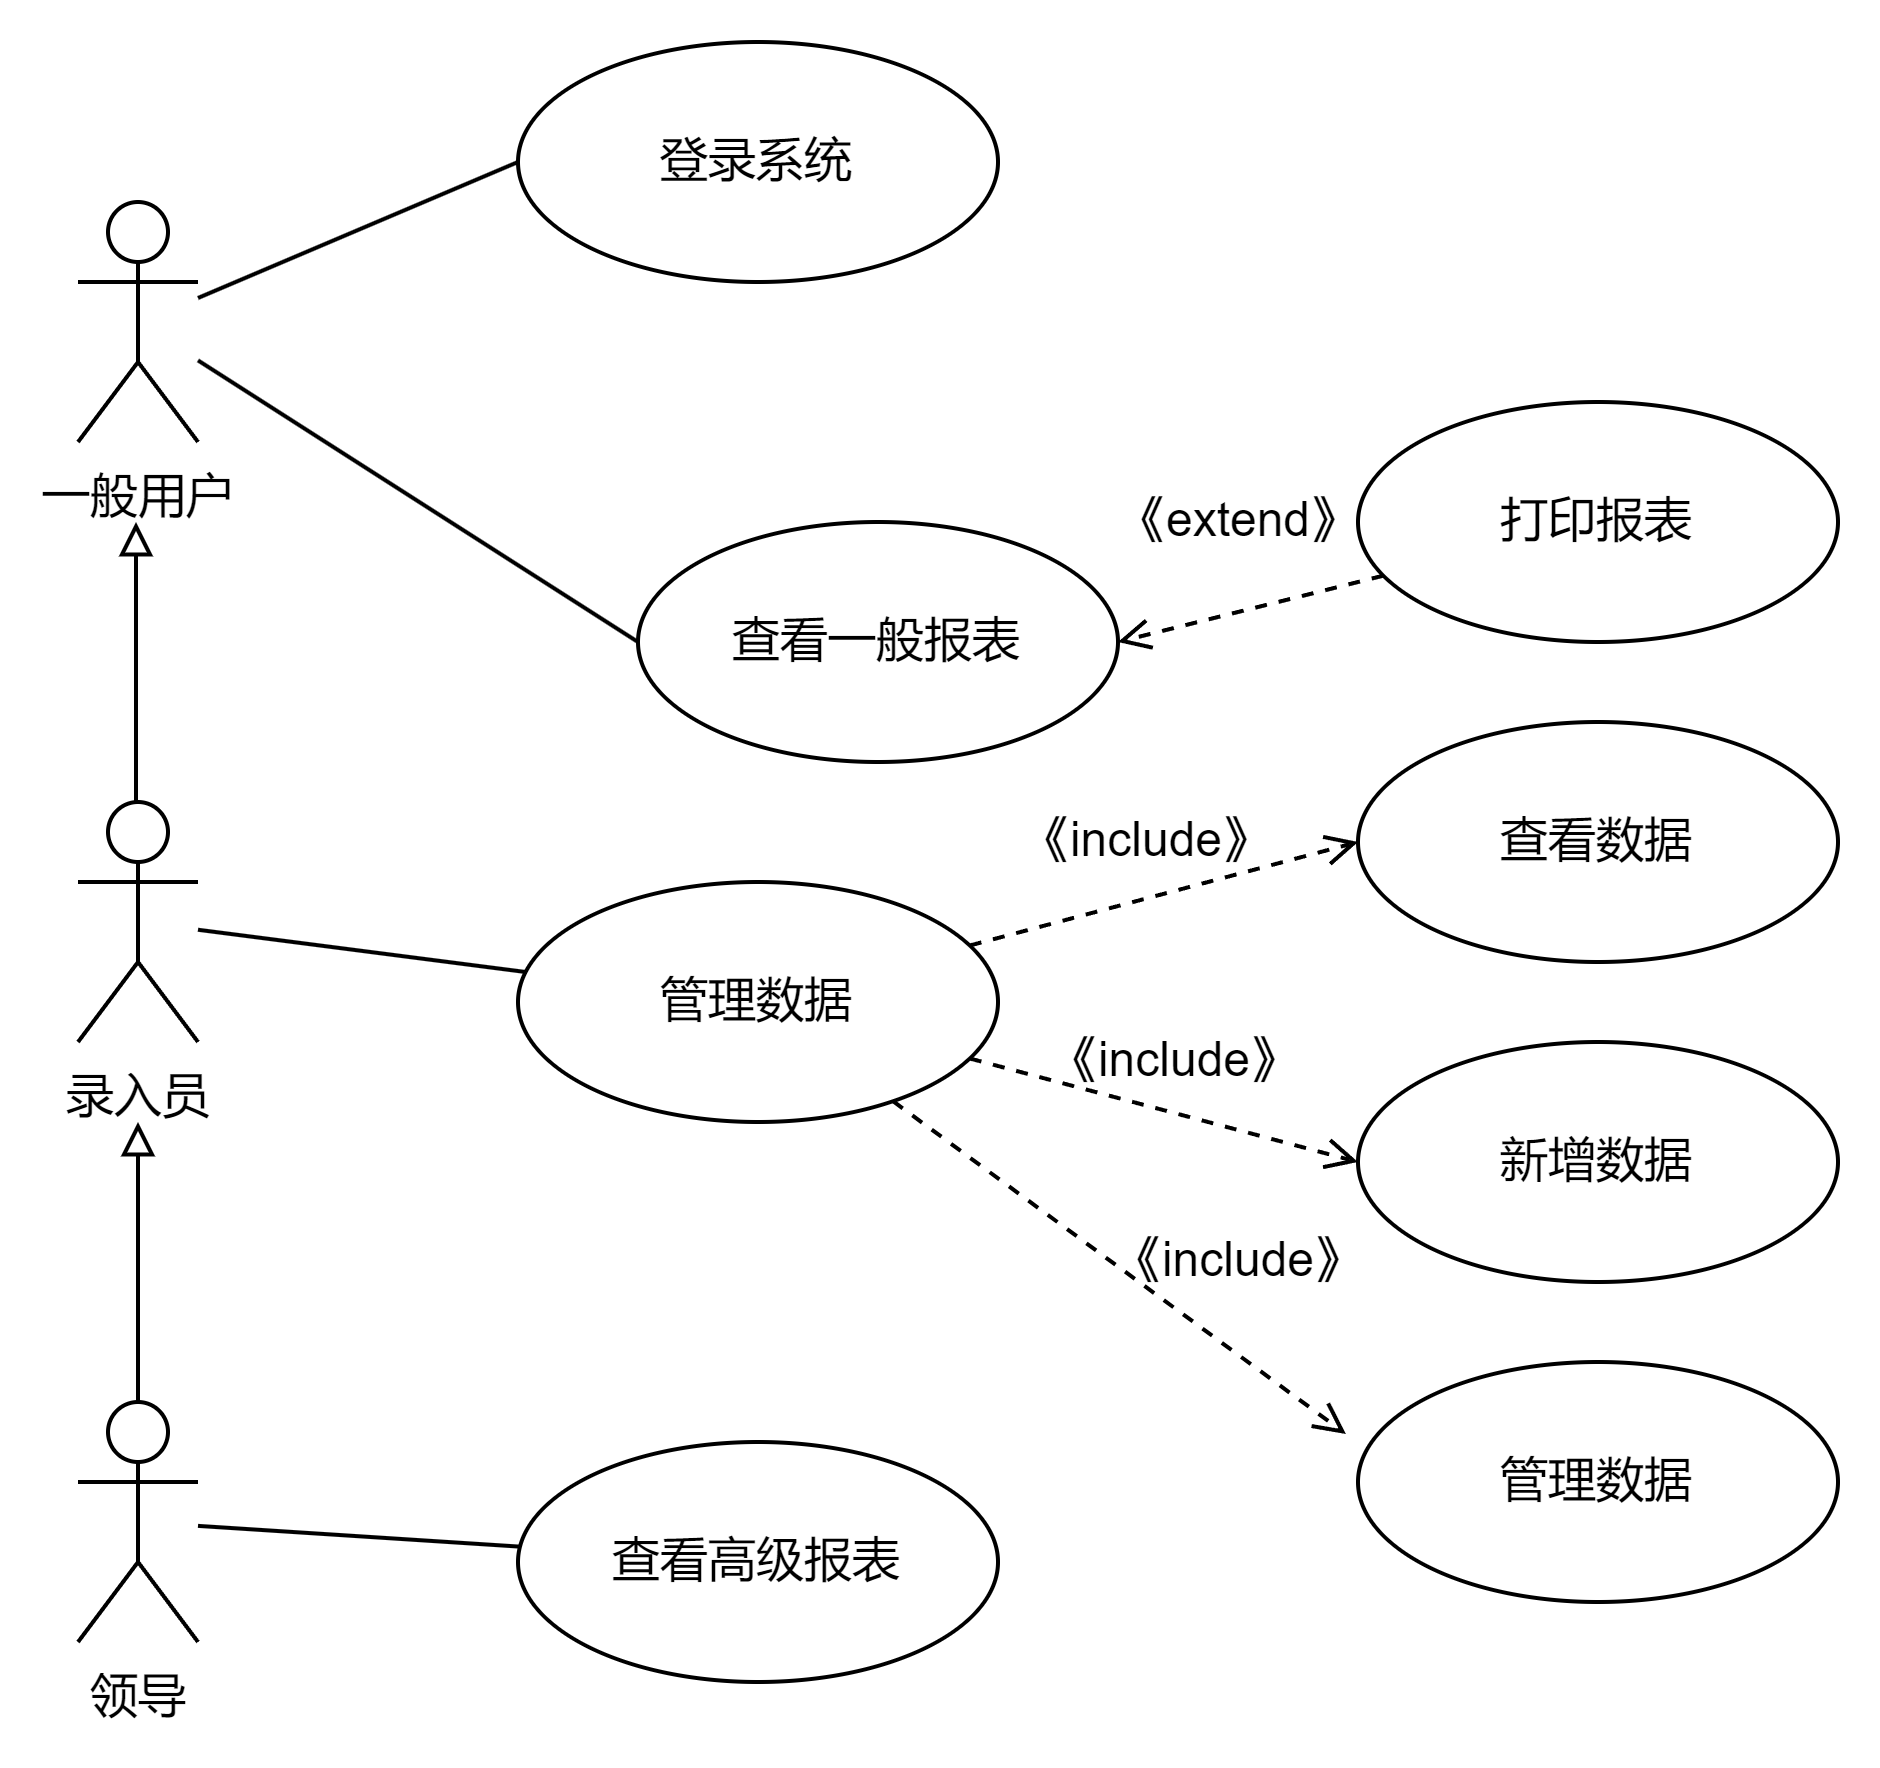 登录系统
一般用户
《extend》
打印报表
查看一般报表
《include》
查看数据
管理数据
《include》
录入员
新增数据
《include》
管理数据
查看高级报表
领导